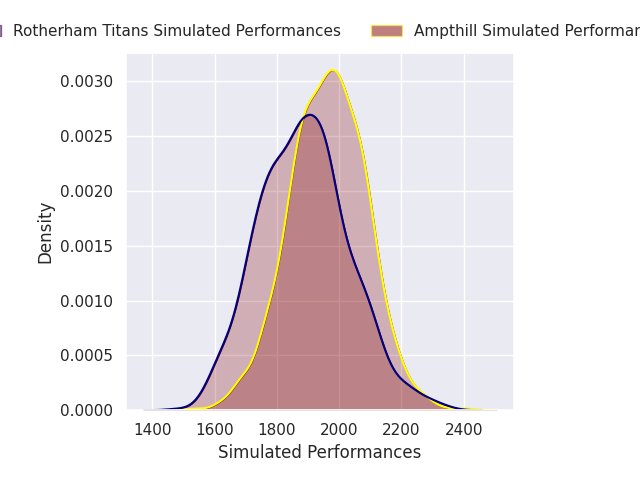 Rotherham Titans Simulated Performances
Ampthill Simulated
0.0030
0.0025
0.0020
0.0015
0.0010
0.0005
0.0000
Density
1400 1600 1800 2000 2200 2400
Simulated Performances